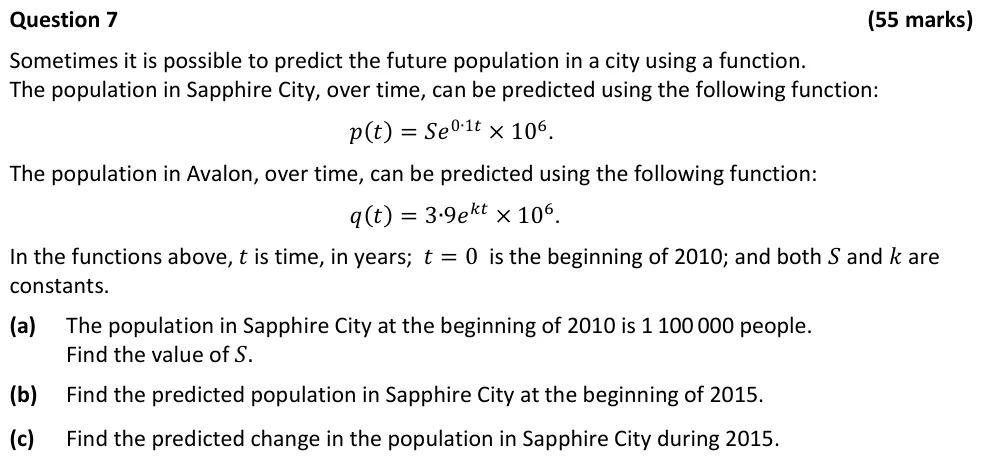 Question 7 (55 marks)
Sometimes it is possible to predict the future population in a city using a function.
The population in Sapphire City, over time, can be predicted using the following function:
p(t) = Se^{0·1t} × 10⁶.
The population in Avalon, over time, can be predicted using the following function:
q(t) = 3·9e^{kt} × 10⁶.
In the functions above, t is time, in years; t = 0 is the beginning of 2010; and both S and k are
constants.
(a) The population in Sapphire City at the beginning of 2010 is 1 100 000 people.
Find the value of S.
(b) Find the predicted population in Sapphire City at the beginning of 2015.
(c) Find the predicted change in the population in Sapphire City during 2015.